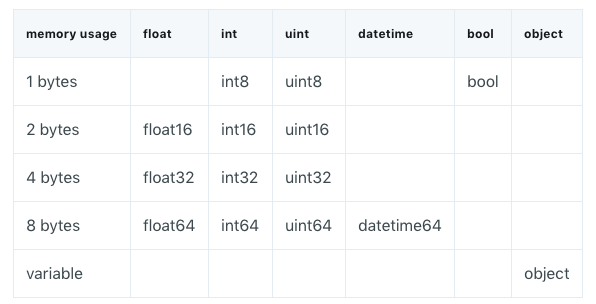 memory usage float int uint datetime bool object
1 bytes int8 uint8 bool
2 bytes float16 int16 uint16
4 bytes float32 int32 uint32
8 bytes float64 int64 uint64 datetime64
variable object